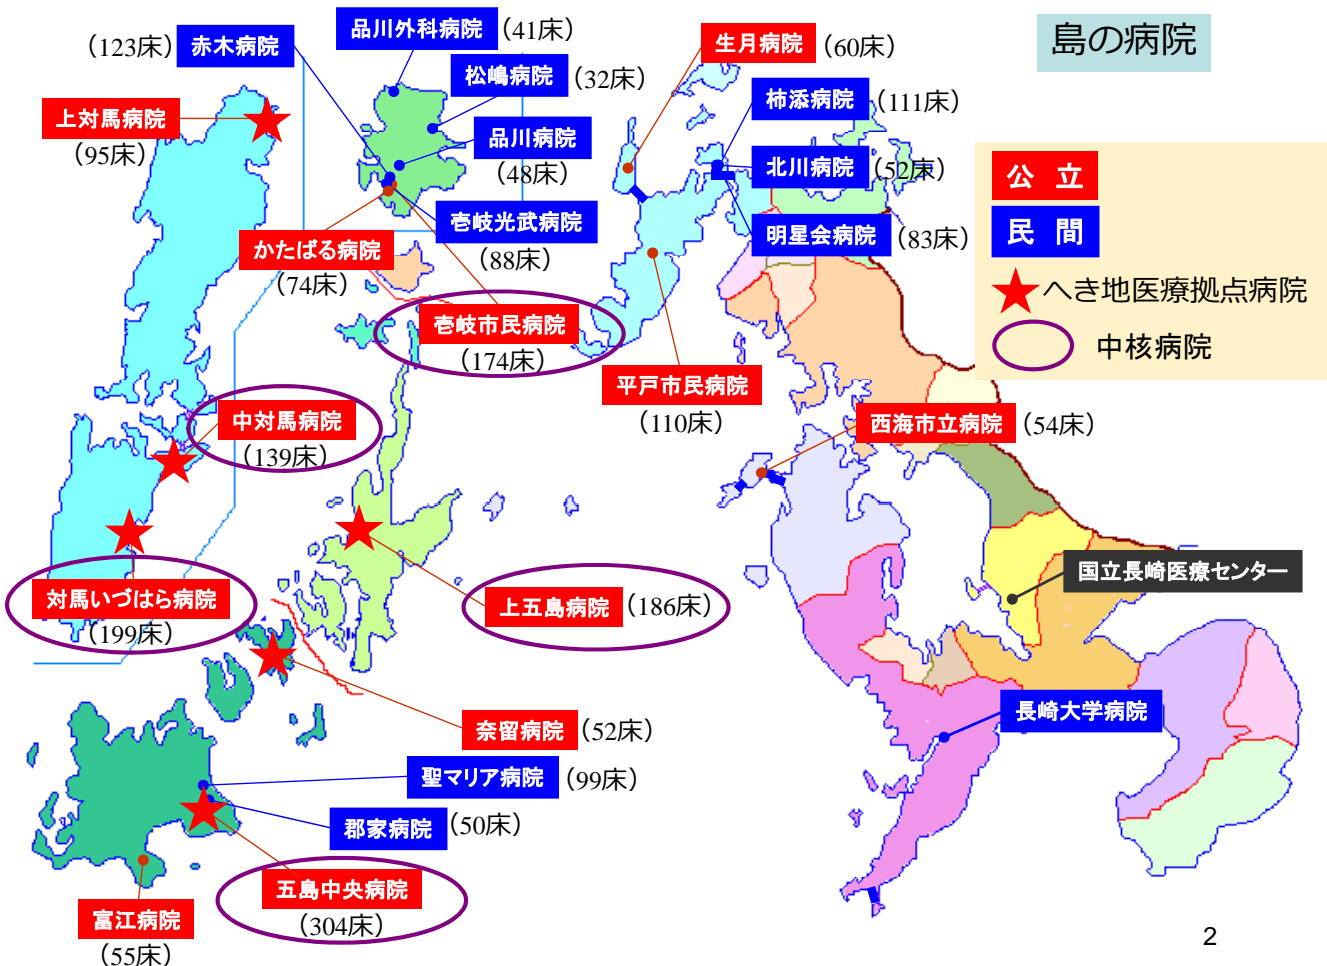 島の病院
品川外科病院 (41床)
(123床) 赤木病院
松嶋病院 (32床)
生月病院 (60床)
柿添病院 (111床)
上対馬病院
(95床)
品川病院
(48床)
北川病院 (52床)
公 立
壱岐光武病院
(88床)
明星会病院 (83床)
民 間
かたばる病院
(74床)
へき地医療拠点病院
壱岐市民病院
(174床)
中核病院
平戸市民病院
(110床)
中対馬病院
(139床)
西海市立病院 (54床)
国立長崎医療センター
対馬いづはら病院
(199床)
上五島病院 (186床)
奈留病院 (52床)
長崎大学病院
聖マリア病院 (99床)
郡家病院 (50床)
五島中央病院
(304床)
富江病院
(55床)
2